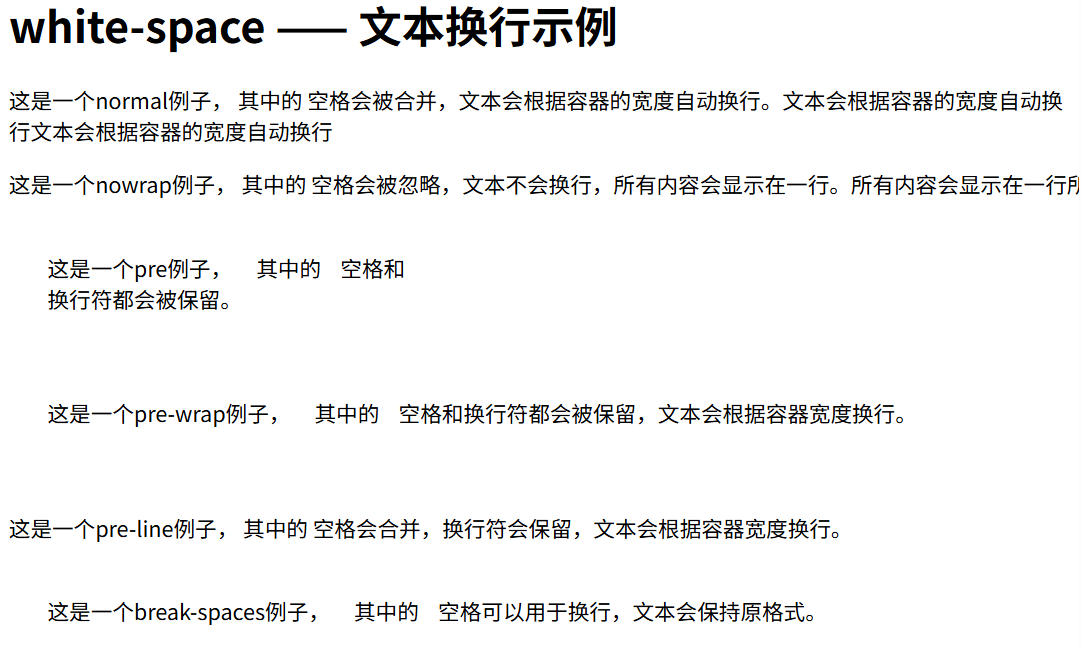 white-space —— 文本换行示例
这是一个normal例子， 其中的 空格会被合并，文本会根据容器的宽度自动换行。文本会根据容器的宽度自动换
行文本会根据容器的宽度自动换行
这是一个nowrap例子， 其中的 空格会被忽略，文本不会换行，所有内容会显示在一行。所有内容会显示在一行
这是一个pre例子，    其中的   空格和
换行符都会被保留。
这是一个pre-wrap例子，    其中的   空格和换行符都会被保留，文本会根据容器宽度换行。
这是一个pre-line例子， 其中的 空格会合并，换行符会保留，文本会根据容器宽度换行。
这是一个break-spaces例子，    其中的   空格可以用于换行，文本会保持原格式。